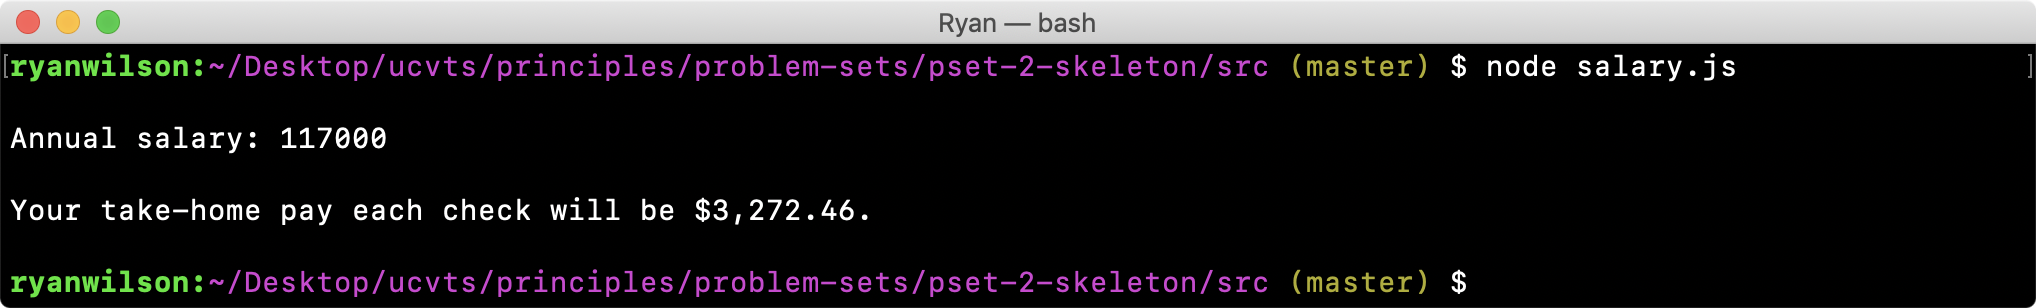 Ryan — bash
[ryanwilson:~/Desktop/ucvts/principles/problem-sets/pset-2-skeleton/src (master) $ node salary.js ]
Annual salary: 117000
Your take-home pay each check will be $3,272.46.
ryanwilson:~/Desktop/ucvts/principles/problem-sets/pset-2-skeleton/src (master) $